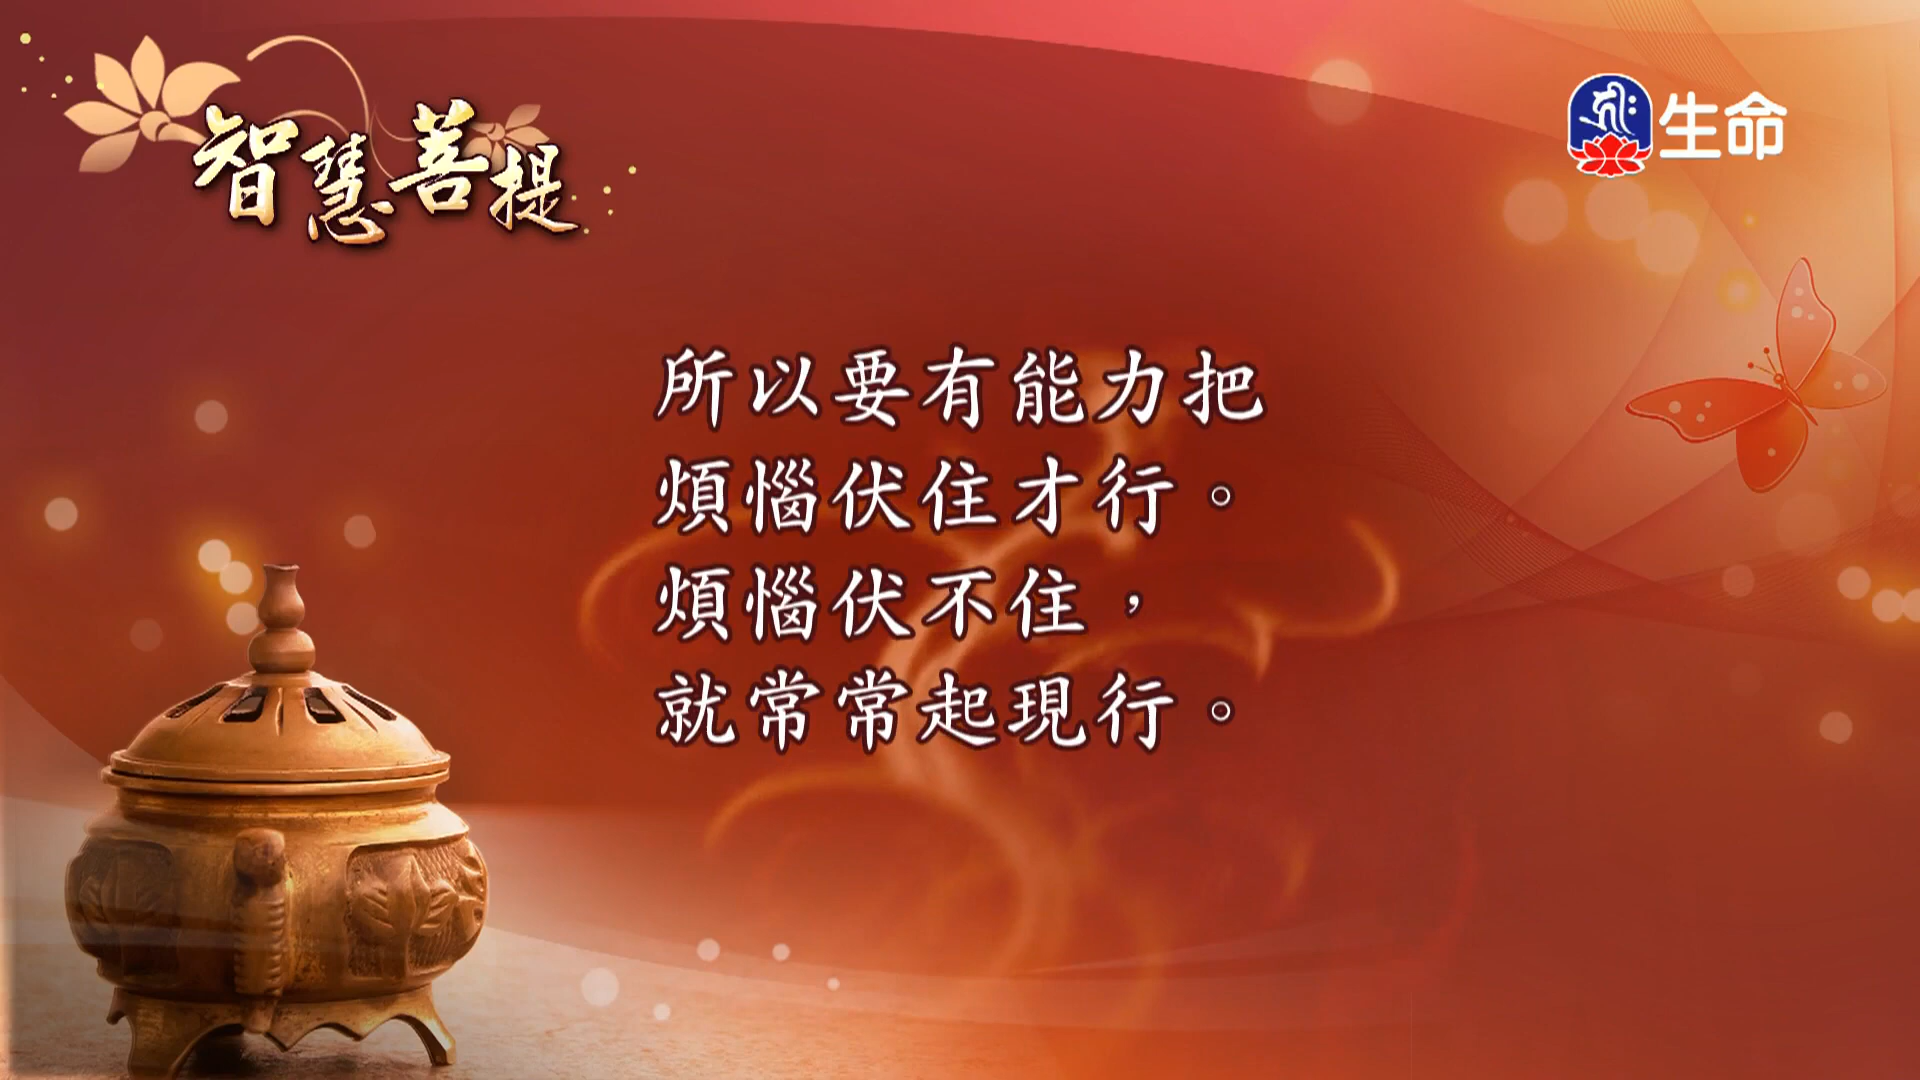 智慧菩提
生命
所以要有能力把
煩惱伏住才行。
煩惱伏不住，
就常常起現行。